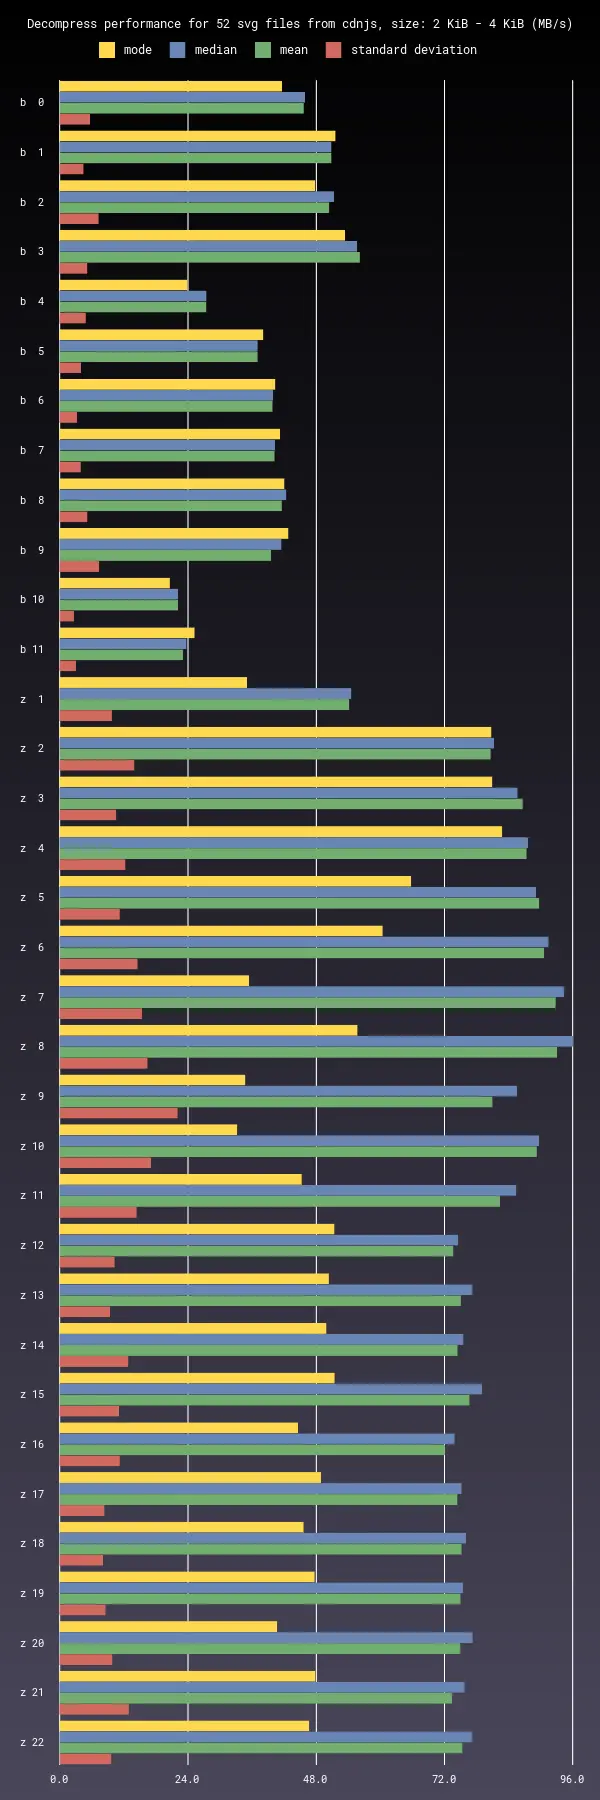 Decompress performance for 52 svg files from cdnjs, size: 2 KiB - 4 KiB (MB/s)
mode median mean standard deviation
b 0
b 1
b 2
b 3
b 4
b 5
b 6
b 7
b 8
b 9
b 10
b 11
z 1
z 2
z 3
z 4
z 5
z 6
z 7
z 8
z 9
z 10
z 11
z 12
z 13
z 14
z 15
z 16
z 17
z 18
z 19
z 20
z 21
z 22
0.0 24.0 48.0 72.0 96.0